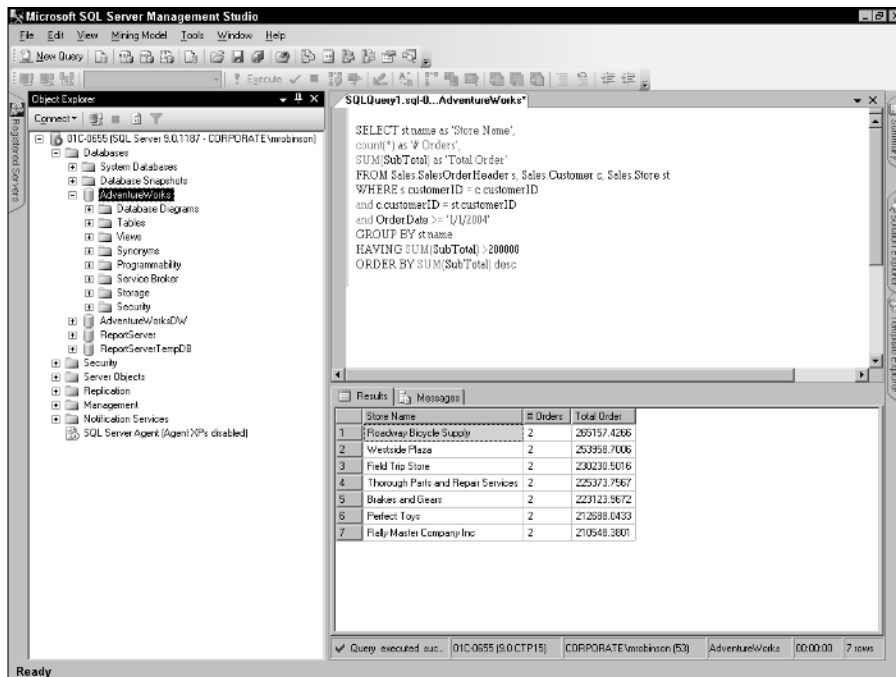 Microsoft SQL Server Management Studio
File Edit View Mining Model Tools Window Help
New Query
Execute
Object Explorer
Connect
Registered Servers
01C-0655 (SQL Server 9.0.1187 - CORPORATE\mrobinson)
Databases
System Databases
Database Snapshots
AdventureWorks
Database Diagrams
Tables
Views
Synonyms
Programmability
Service Broker
Storage
Security
AdventureWorksDW
ReportServer
ReportServerTempDB
Security
Server Objects
Replication
Management
Notification Services
SQL Server Agent (Agent XPs disabled)
SQLQuery1.sql-0...AdventureWorks*
SELECT st.name as 'Store Name',
count(*) as '# Orders',
SUM(SubTotal) as 'Total Order'
FROM Sales.SalesOrderHeader s, Sales.Customer c, Sales.Store st
WHERE s.customerID = c.customerID
and c.customerID = st.customerID
and OrderDate >= '1/1/2004'
GROUP BY st.name
HAVING SUM(SubTotal) >200000
ORDER BY SUM(SubTotal) desc
Summary
Solution Explorer
Template Explorer
Results Messages
Store Name # Orders Total Order
1 Roadway Bicycle Supply 2 265157.4266
2 Westside Plaza 2 253958.7006
3 Field Trip Store 2 230230.5016
4 Thorough Parts and Repair Services 2 225373.7567
5 Brakes and Gears 2 223123.9672
6 Perfect Toys 2 212688.0433
7 Rally Master Company Inc 2 210548.3801
Query executed suc... 01C-0655 (9.0 CTP15) CORPORATE\mrobinson (53) AdventureWorks 00:00:00 7 rows
Ready